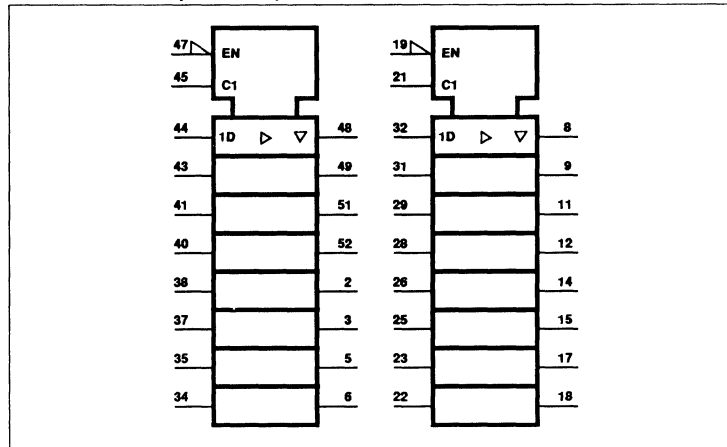 47 EN 19 EN
45 C1 21 C1
44 1D ▷ ▽ 48 32 1D ▷ ▽ 8
43 49 31 9
41 51 29 11
40 52 28 12
38 2 26 14
37 3 25 15
35 5 23 17
34 6 22 18